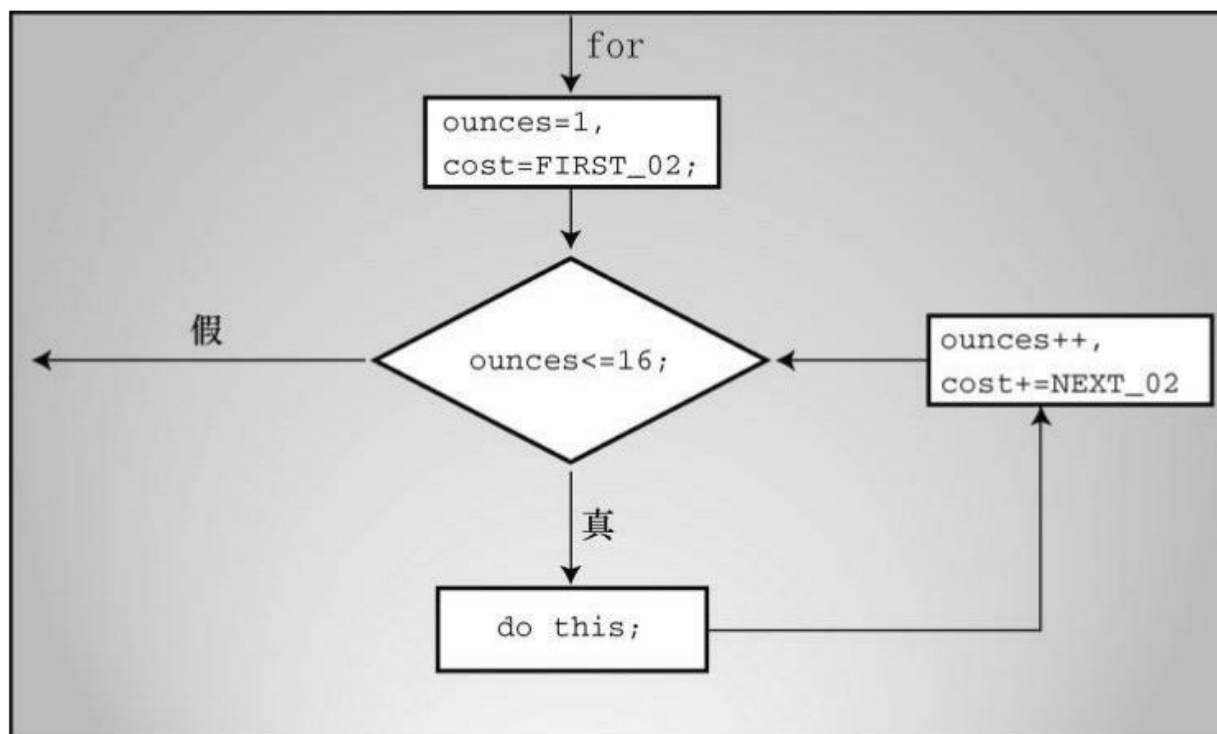 for
ounces=1,
cost=FIRST_02;
假
ounces<=16;
ounces++,
cost+=NEXT_02
真
do this;